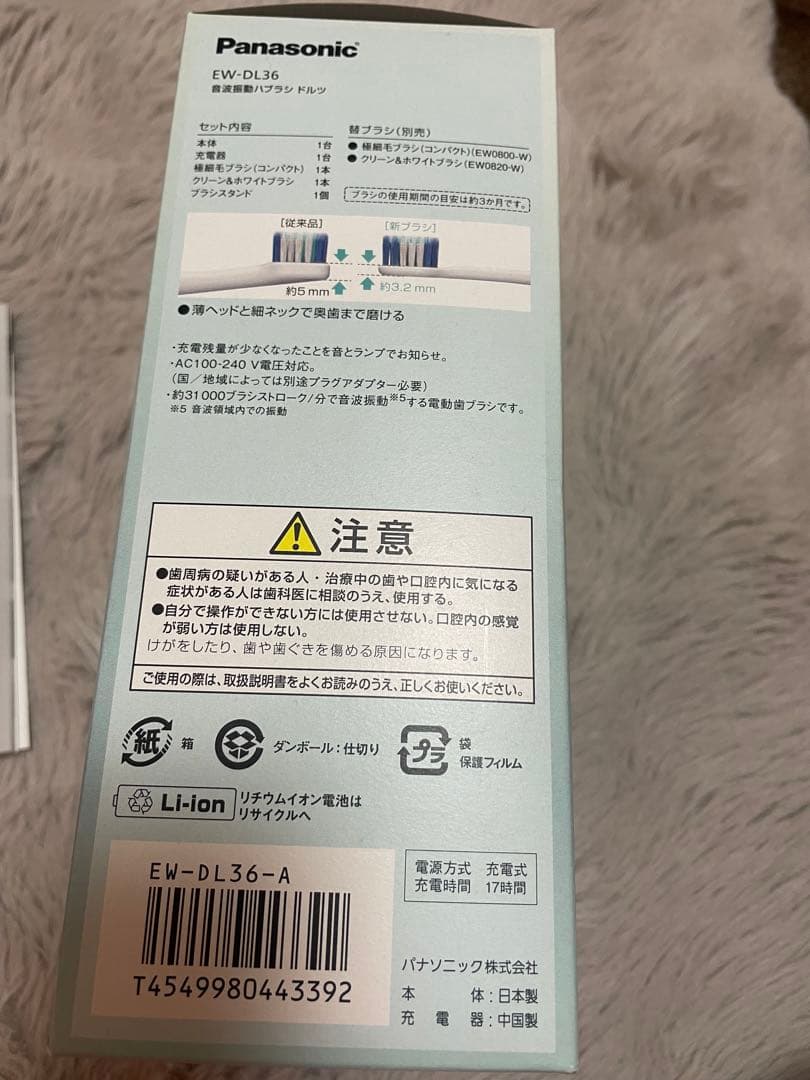 Panasonic
EW-DL36
音波振動ハブラシ ドルツ
セット内容
本体 1台
充電器 1台
極細毛ブラシ(コンパクト) 1本
クリーン&ホワイトブラシ 1本
ブラシスタンド 1個
替ブラシ(別売)
● 極細毛ブラシ(コンパクト)(EW0800-W)
● クリーン&ホワイトブラシ(EW0820-W)
ブラシの使用期間の目安は約3か月です。
[従来品] [新ブラシ]
約5mm 約3.2mm
●薄ヘッドと細ネックで奥歯まで磨ける
・充電残量が少なくなったことを音とランプでお知らせ。
・AC100-240 V電圧対応。
(国/地域によっては別途プラグアダプター必要)
・約31000ブラシストローク/分で音波振動※5する電動歯ブラシです。
※5 音波領域内での振動
注意
●歯周病の疑いがある人・治療中の歯や口腔内に気になる
症状がある人は歯科医に相談のうえ、使用する。
●自分で操作ができない方には使用させない。口腔内の感覚
が弱い方は使用しない。
けがをしたり、歯や歯ぐきを傷める原因になります。
ご使用の際は、取扱説明書をよくお読みのうえ、正しくお使いください。
紙 箱
ダンボール:仕切り
プラ 袋
保護フィルム
Li-ion リチウムイオン電池は
リサイクルへ
EW-DL36-A
T4549980443392
電源方式 充電式
充電時間 17時間
パナソニック株式会社
本体:日本製
充電器:中国製